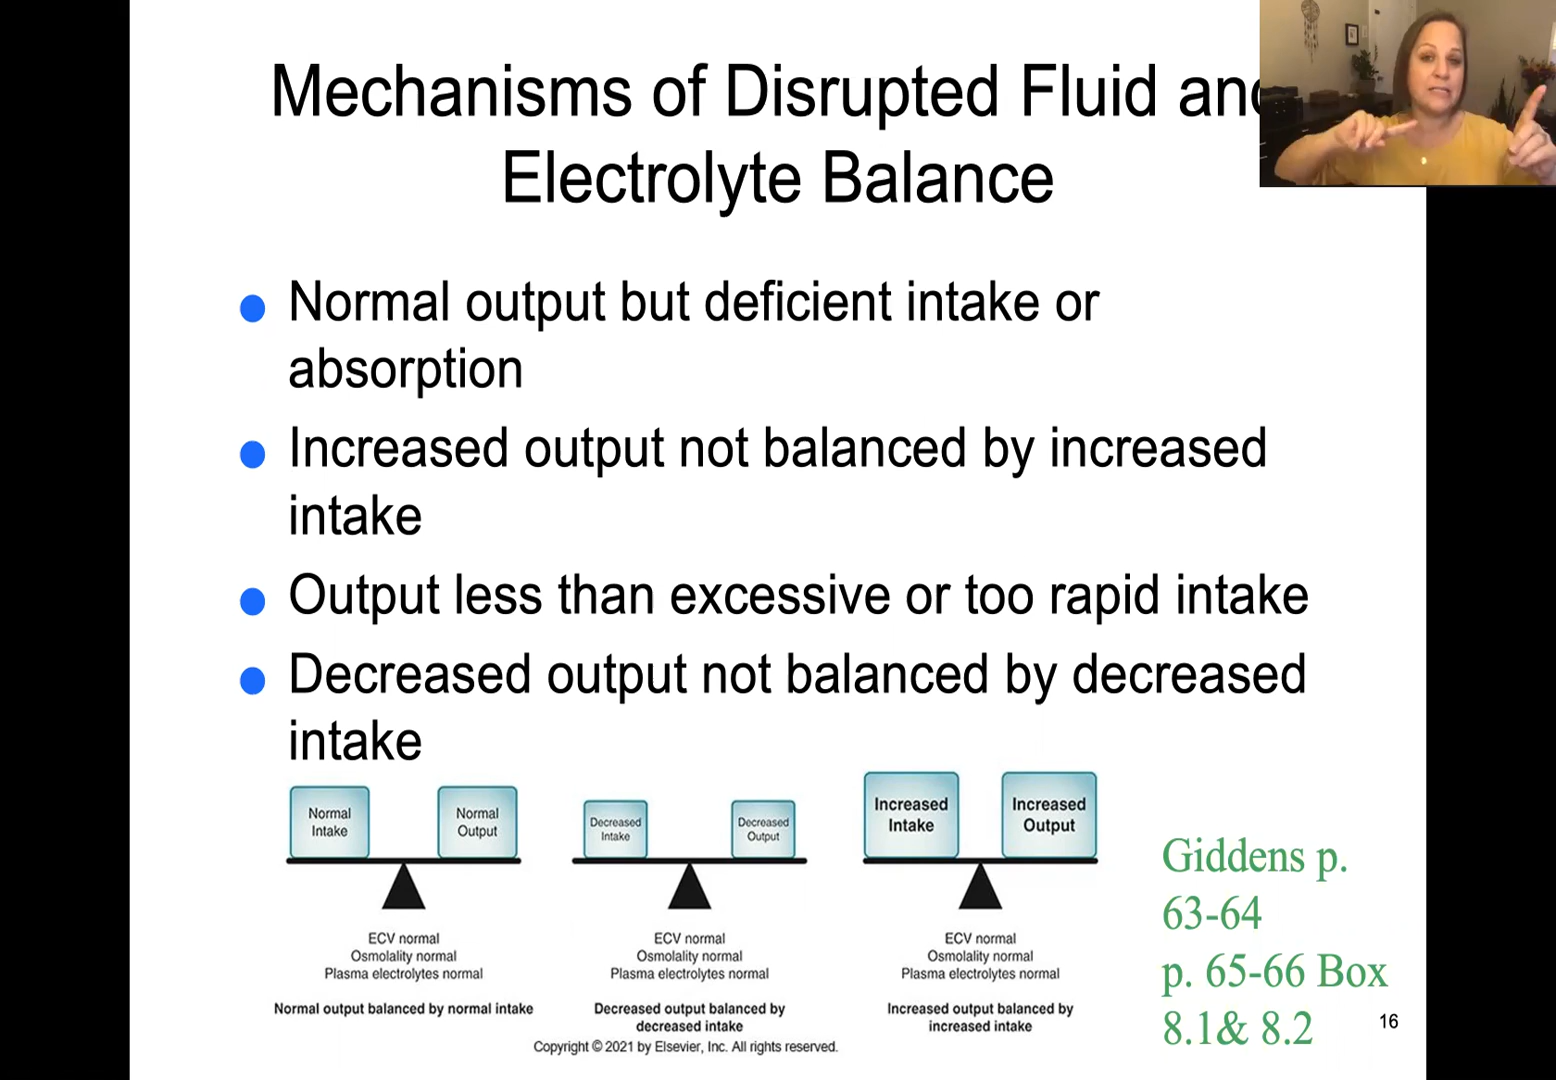 Mechanisms of Disrupted Fluid and
Electrolyte Balance
Normal output but deficient intake or
absorption
Increased output not balanced by increased
intake
Output less than excessive or too rapid intake
Decreased output not balanced by decreased
intake
Normal
Intake
Normal
Output
ECV normal
Osmolality normal
Plasma electrolytes normal
Normal output balanced by normal intake
Decreased
Intake
Decreased
Output
ECV normal
Osmolality normal
Plasma electrolytes normal
Decreased output balanced by
decreased intake
Increased
Intake
Increased
Output
ECV normal
Osmolality normal
Plasma electrolytes normal
Increased output balanced by
increased intake
Giddens p.
63-64
p. 65-66 Box
8.1& 8.2
16
Copyright © 2021 by Elsevier, Inc. All rights reserved.